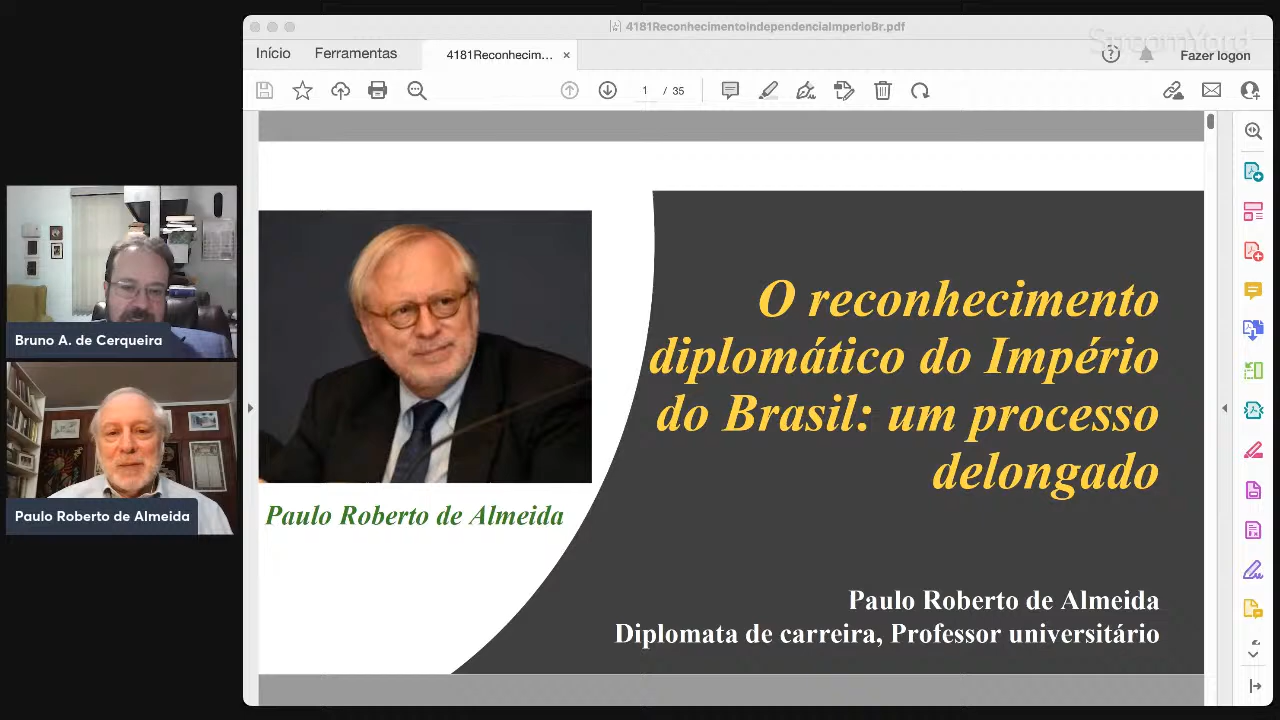 4181ReconhecimentoIndependenciaImperioBr.pdf
StreamYard
Início
Ferramentas
4181Reconhecim... ×
Fazer logon
1 / 35
Bruno A. de Cerqueira
Paulo Roberto de Almeida
Paulo Roberto de Almeida
O reconhecimento
diplomático do Império
do Brasil: um processo
delongado
Paulo Roberto de Almeida
Diplomata de carreira, Professor universitário